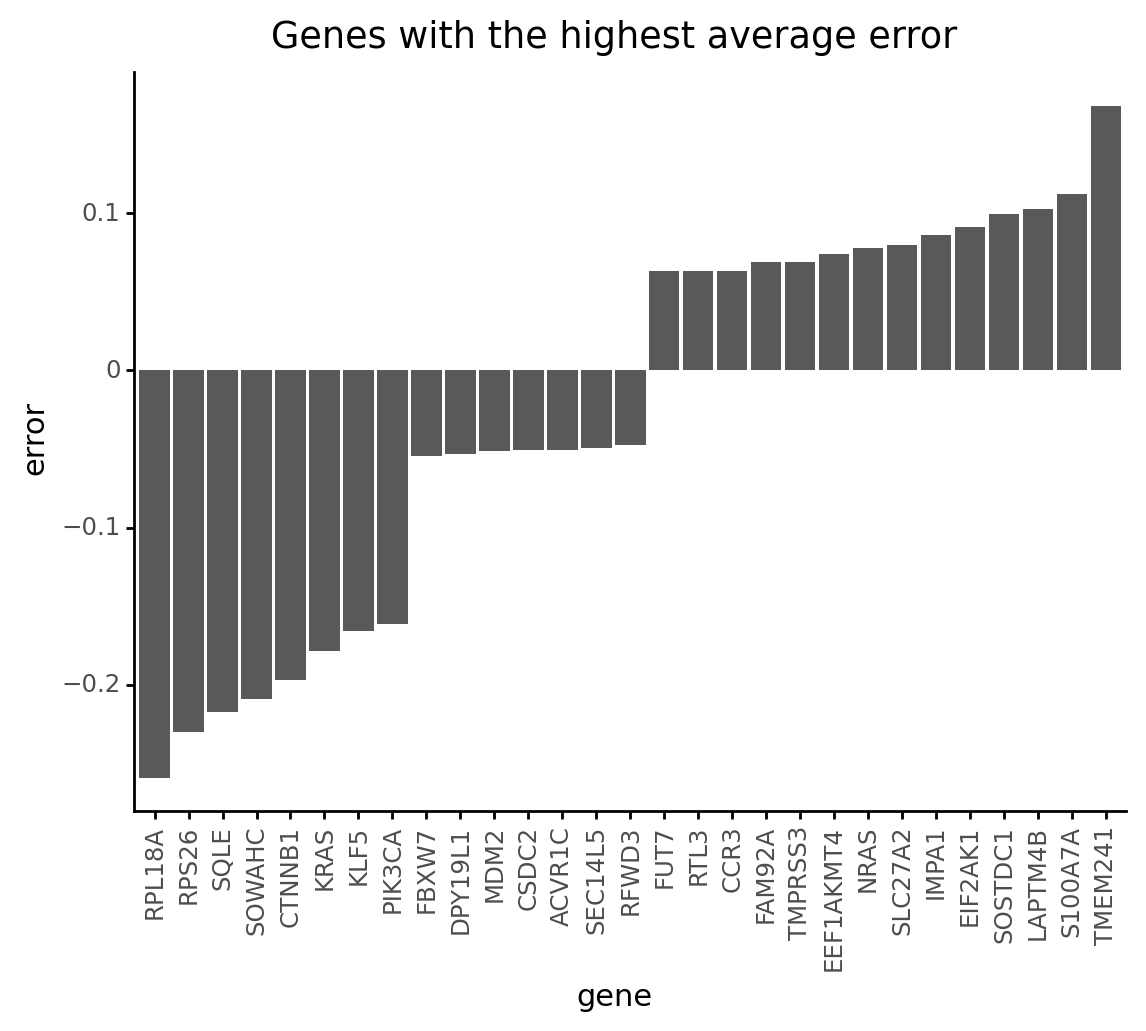 Genes with the highest average error
0.1
0
−0.1
−0.2
error
RPL18A
RPS26
SQLE
SOWAHC
CTNNB1
KRAS
KLF5
PIK3CA
FBXW7
DPY19L1
MDM2
CSDC2
ACVR1C
SEC14L5
RFWD3
FUT7
RTL3
CCR3
FAM92A
TMPRSS3
EEF1AKMT4
NRAS
SLC27A2
IMPA1
EIF2AK1
SOSTDC1
LAPTM4B
S100A7A
TMEM241
gene